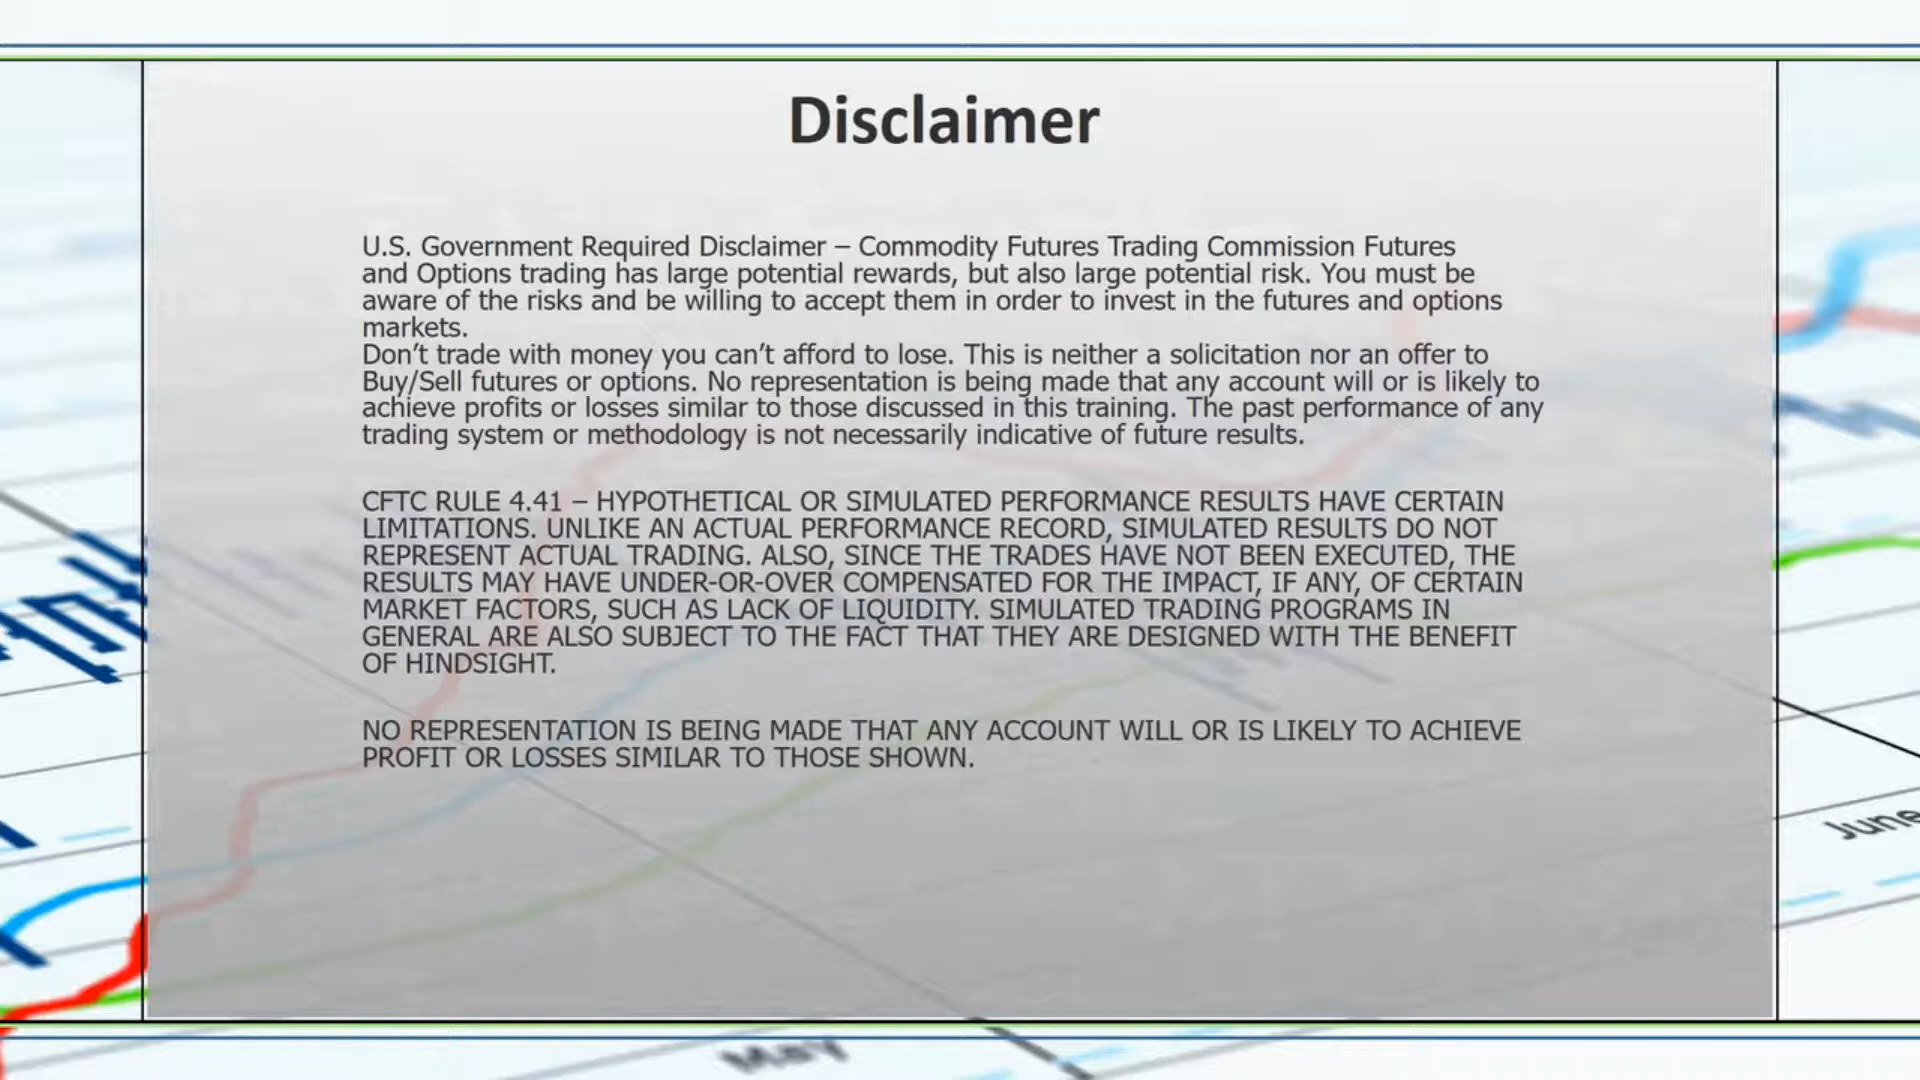 Disclaimer
U.S. Government Required Disclaimer – Commodity Futures Trading Commission Futures
and Options trading has large potential rewards, but also large potential risk. You must be
aware of the risks and be willing to accept them in order to invest in the futures and options
markets.
Don’t trade with money you can’t afford to lose. This is neither a solicitation nor an offer to
Buy/Sell futures or options. No representation is being made that any account will or is likely to
achieve profits or losses similar to those discussed in this training. The past performance of any
trading system or methodology is not necessarily indicative of future results.
CFTC RULE 4.41 – HYPOTHETICAL OR SIMULATED PERFORMANCE RESULTS HAVE CERTAIN
LIMITATIONS. UNLIKE AN ACTUAL PERFORMANCE RECORD, SIMULATED RESULTS DO NOT
REPRESENT ACTUAL TRADING. ALSO, SINCE THE TRADES HAVE NOT BEEN EXECUTED, THE
RESULTS MAY HAVE UNDER-OR-OVER COMPENSATED FOR THE IMPACT, IF ANY, OF CERTAIN
MARKET FACTORS, SUCH AS LACK OF LIQUIDITY. SIMULATED TRADING PROGRAMS IN
GENERAL ARE ALSO SUBJECT TO THE FACT THAT THEY ARE DESIGNED WITH THE BENEFIT
OF HINDSIGHT.
NO REPRESENTATION IS BEING MADE THAT ANY ACCOUNT WILL OR IS LIKELY TO ACHIEVE
PROFIT OR LOSSES SIMILAR TO THOSE SHOWN.
June
May